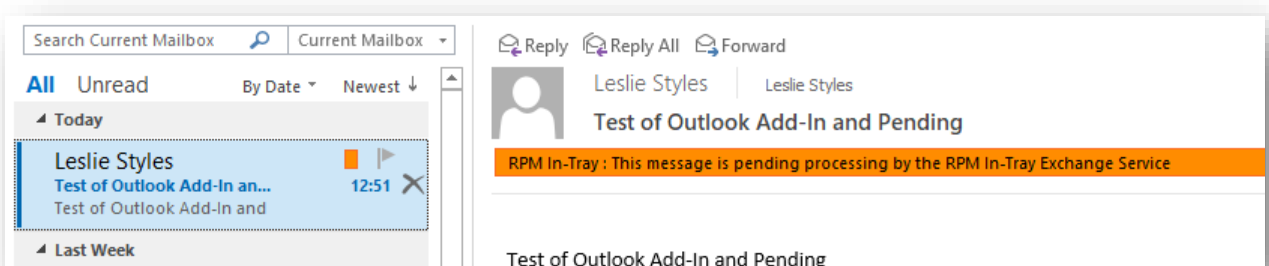 Search Current Mailbox Current Mailbox
All Unread By Date Newest ↓
Today
Leslie Styles
Test of Outlook Add-In an... 12:51
Test of Outlook Add-In and
Last Week
Reply Reply All Forward
Leslie Styles Leslie Styles
Test of Outlook Add-In and Pending
RPM In-Tray : This message is pending processing by the RPM In-Tray Exchange Service
Test of Outlook Add-In and Pending